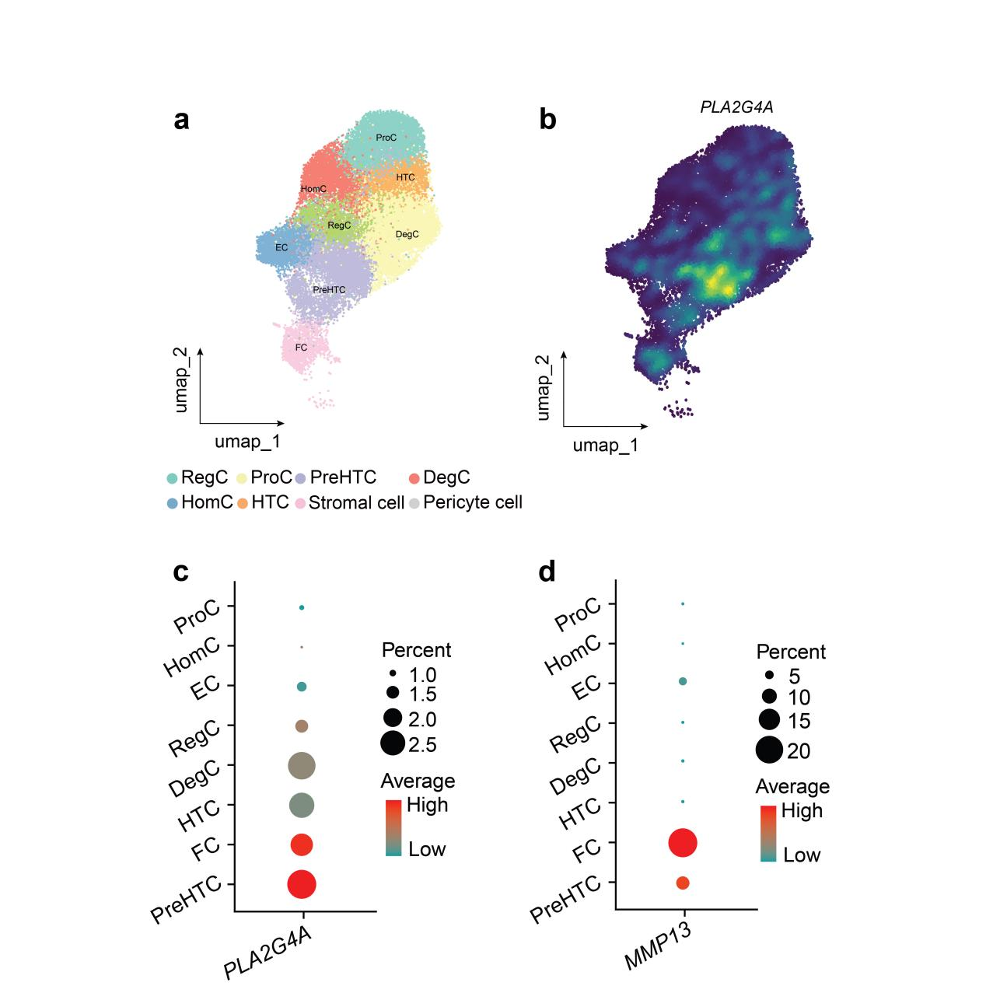 a
ProC
HTC
HomC
RegC
DegC
EC
PreHTC
FC
umap_2
umap_1
b
PLA2G4A
umap_2
umap_1
RegC ProC PreHTC DegC
HomC HTC Stromal cell Pericyte cell
c
ProC
HomC
EC
RegC
DegC
HTC
FC
PreHTC
PLA2G4A
Percent
1.0
1.5
2.0
2.5
Average
High
Low
d
ProC
HomC
EC
RegC
DegC
HTC
FC
PreHTC
MMP13
Percent
5
10
15
20
Average
High
Low